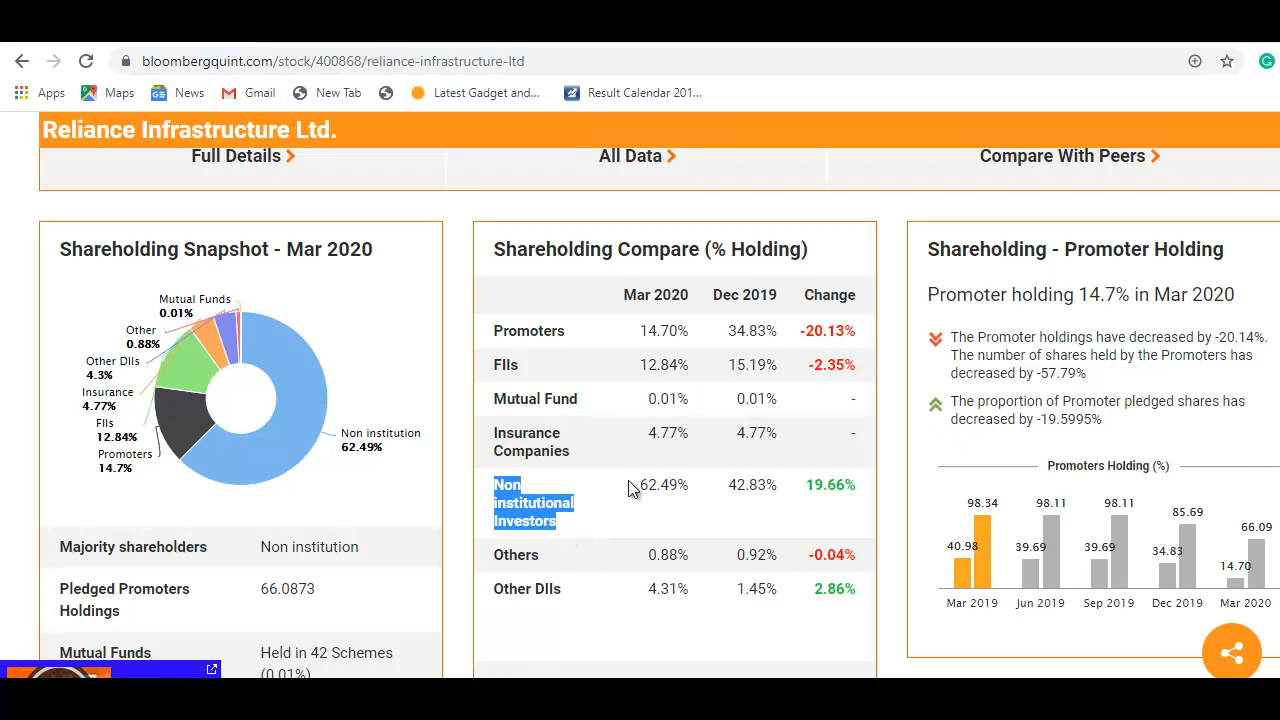 bloombergquint.com/stock/400868/reliance-infrastructure-ltd
Apps
Maps
News
Gmail
New Tab
Latest Gadget and...
Result Calendar 201...
Reliance Infrastructure Ltd.
Full Details
All Data
Compare With Peers
Shareholding Snapshot - Mar 2020
Mutual Funds
0.01%
Other
0.88%
Other DIIs
4.3%
Insurance
4.77%
FIIs
12.84%
Promoters
14.7%
Non institution
62.49%
Majority shareholders Non institution
Pledged Promoters 66.0873
Holdings
Mutual Funds Held in 42 Schemes
(0.01%)
Shareholding Compare (% Holding)
Mar 2020 Dec 2019 Change
Promoters 14.70% 34.83% -20.13%
FIIs 12.84% 15.19% -2.35%
Mutual Fund 0.01% 0.01% -
Insurance 4.77% 4.77% -
Companies
Non 62.49% 42.83% 19.66%
institutional
Investors
Others 0.88% 0.92% -0.04%
Other DIIs 4.31% 1.45% 2.86%
Shareholding - Promoter Holding
Promoter holding 14.7% in Mar 2020
The Promoter holdings have decreased by -20.14%.
The number of shares held by the Promoters has
decreased by -57.79%
The proportion of Promoter pledged shares has
decreased by -19.5995%
Promoters Holding (%)
40.98 98.34 39.69 98.11 39.69 98.11 34.83 85.69 14.70 66.09
Mar 2019 Jun 2019 Sep 2019 Dec 2019 Mar 2020